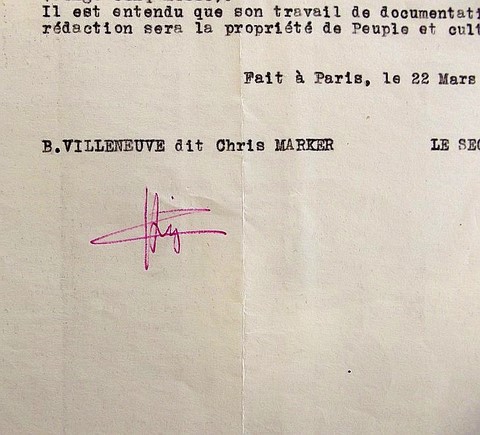 Il est entendu que son travail de documentati
rédaction sera la propriété de Peuple et cult
Fait à Paris, le 22 Mars
B.VILLENEUVE dit Chris MARKER LE SEC